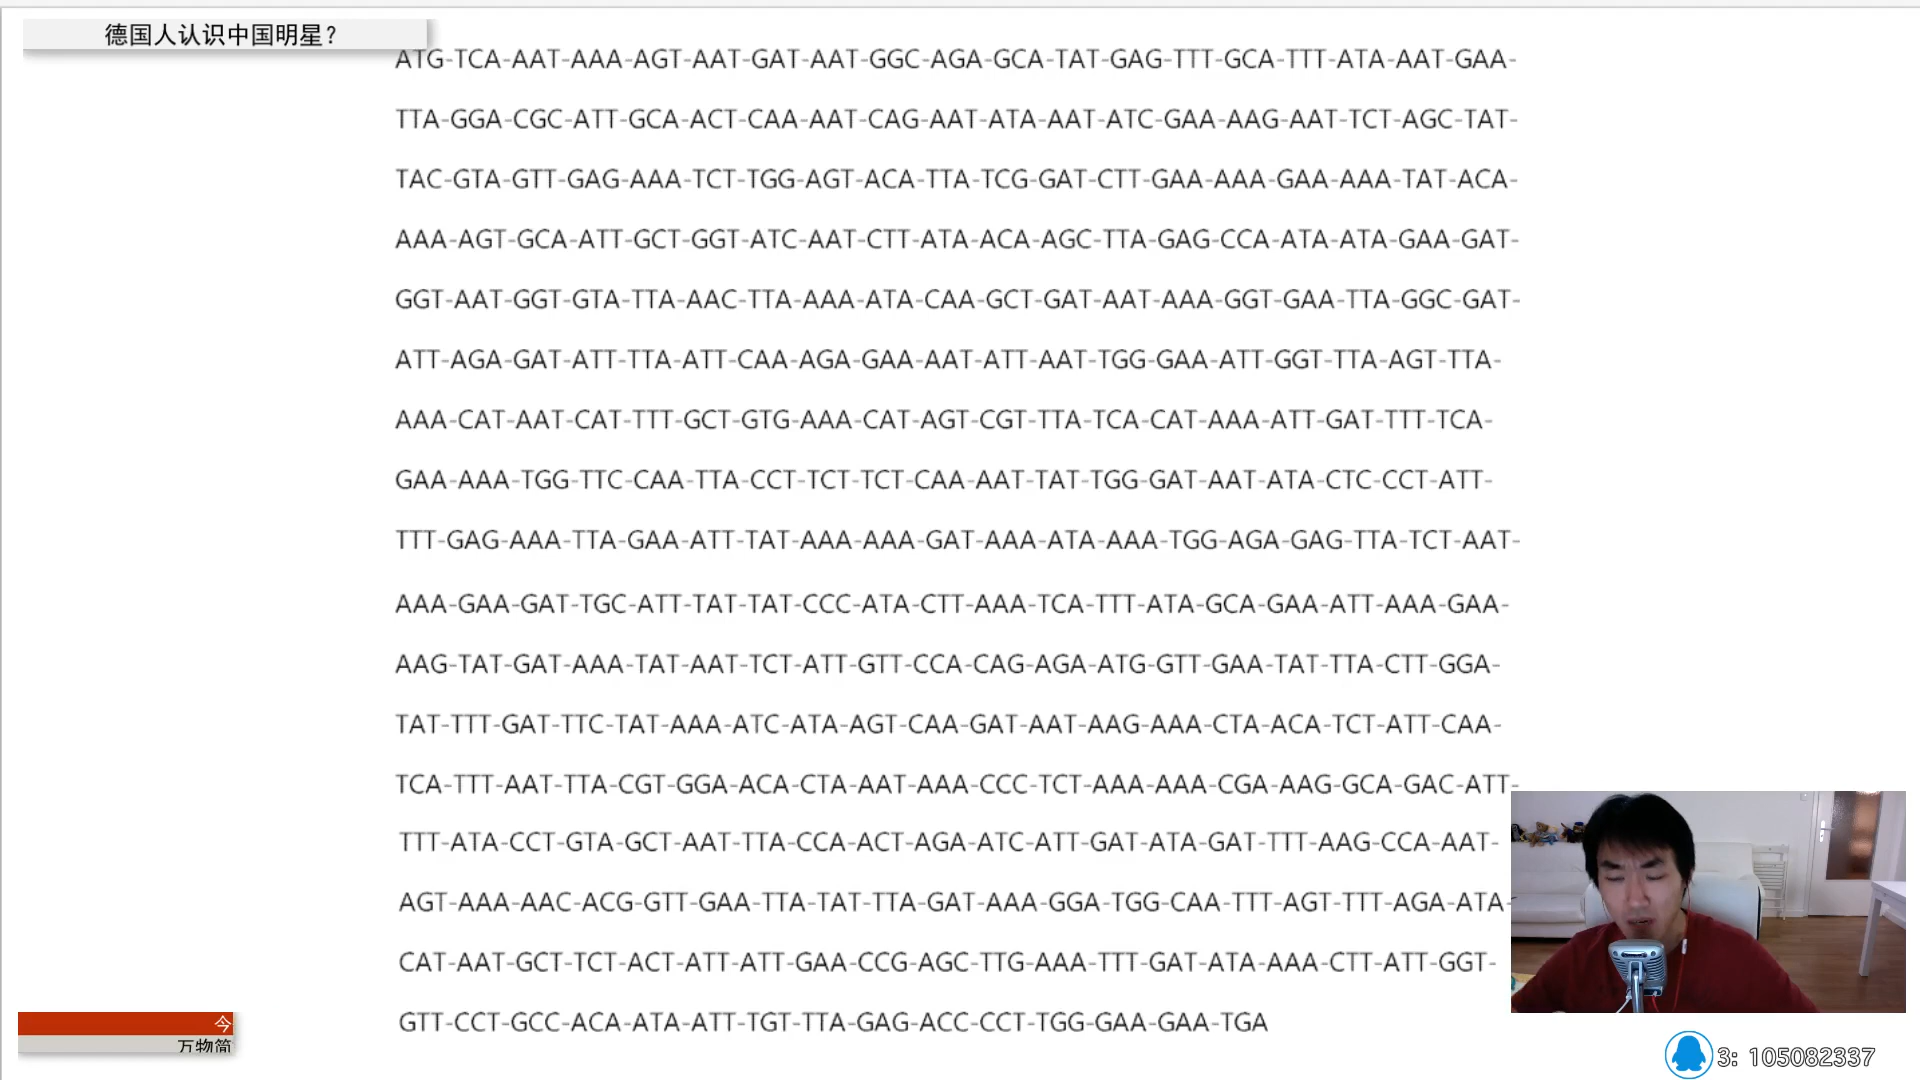 德国人认识中国明星?
ATG-TCA-AAT-AAA-AGT-AAT-GAT-AAT-GGC-AGA-GCA-TAT-GAG-TTT-GCA-TTT-ATA-AAT-GAA-
TTA-GGA-CGC-ATT-GCA-ACT-CAA-AAT-CAG-AAT-ATA-AAT-ATC-GAA-AAG-AAT-TCT-AGC-TAT-
TAC-GTA-GTT-GAG-AAA-TCT-TGG-AGT-ACA-TTA-TCG-GAT-CTT-GAA-AAA-GAA-AAA-TAT-ACA-
AAA-AGT-GCA-ATT-GCT-GGT-ATC-AAT-CTT-ATA-ACA-AGC-TTA-GAG-CCA-ATA-ATA-GAA-GAT-
GGT-AAT-GGT-GTA-TTA-AAC-TTA-AAA-ATA-CAA-GCT-GAT-AAT-AAA-GGT-GAA-TTA-GGC-GAT-
ATT-AGA-GAT-ATT-TTA-ATT-CAA-AGA-GAA-AAT-ATT-AAT-TGG-GAA-ATT-GGT-TTA-AGT-TTA-
AAA-CAT-AAT-CAT-TTT-GCT-GTG-AAA-CAT-AGT-CGT-TTA-TCA-CAT-AAA-ATT-GAT-TTT-TCA-
GAA-AAA-TGG-TTC-CAA-TTA-CCT-TCT-TCT-CAA-AAT-TAT-TGG-GAT-AAT-ATA-CTC-CCT-ATT-
TTT-GAG-AAA-TTA-GAA-ATT-TAT-AAA-AAA-GAT-AAA-ATA-AAA-TGG-AGA-GAG-TTA-TCT-AAT-
AAA-GAA-GAT-TGC-ATT-TAT-TAT-CCC-ATA-CTT-AAA-TCA-TTT-ATA-GCA-GAA-ATT-AAA-GAA-
AAG-TAT-GAT-AAA-TAT-AAT-TCT-ATT-GTT-CCA-CAG-AGA-ATG-GTT-GAA-TAT-TTA-CTT-GGA-
TAT-TTT-GAT-TTC-TAT-AAA-ATC-ATA-AGT-CAA-GAT-AAT-AAG-AAA-CTA-ACA-TCT-ATT-CAA-
TCA-TTT-AAT-TTA-CGT-GGA-ACA-CTA-AAT-AAA-CCC-TCT-AAA-AAA-CGA-AAG-GCA-GAC-ATT-
TTT-ATA-CCT-GTA-GCT-AAT-TTA-CCA-ACT-AGA-ATC-ATT-GAT-ATA-GAT-TTT-AAG-CCA-AAT-
AGT-AAA-AAC-ACG-GTT-GAA-TTA-TAT-TTA-GAT-AAA-GGA-TGG-CAA-TTT-AGT-TTT-AGA-ATA-
CAT-AAT-GCT-TCT-ACT-ATT-ATT-GAA-CCG-AGC-TTG-AAA-TTT-GAT-ATA-AAA-CTT-ATT-GGT-
GTT-CCT-GCC-ACA-ATA-ATT-TGT-TTA-GAG-ACC-CCT-TGG-GAA-GAA-TGA
今
万物简
3: 105082337